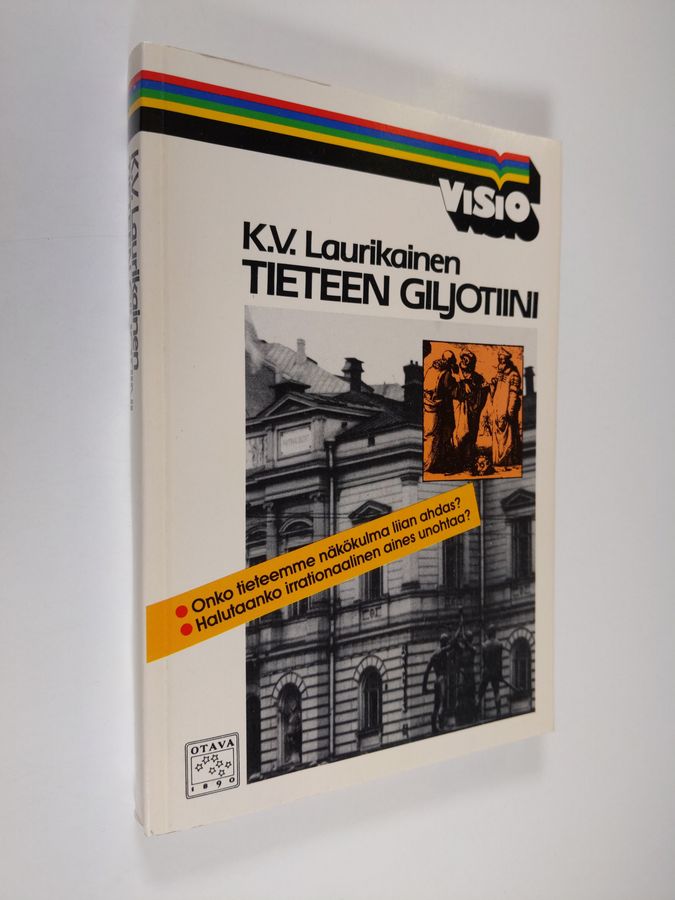 VISIO
K.V. Laurikainen
TIETEEN GILJOTIINI
Onko tieteemme näkökulma liian ahdas?
Halutaanko irrationaalinen aines unohtaa?
OTAVA
1890
K.V. Laurikainen